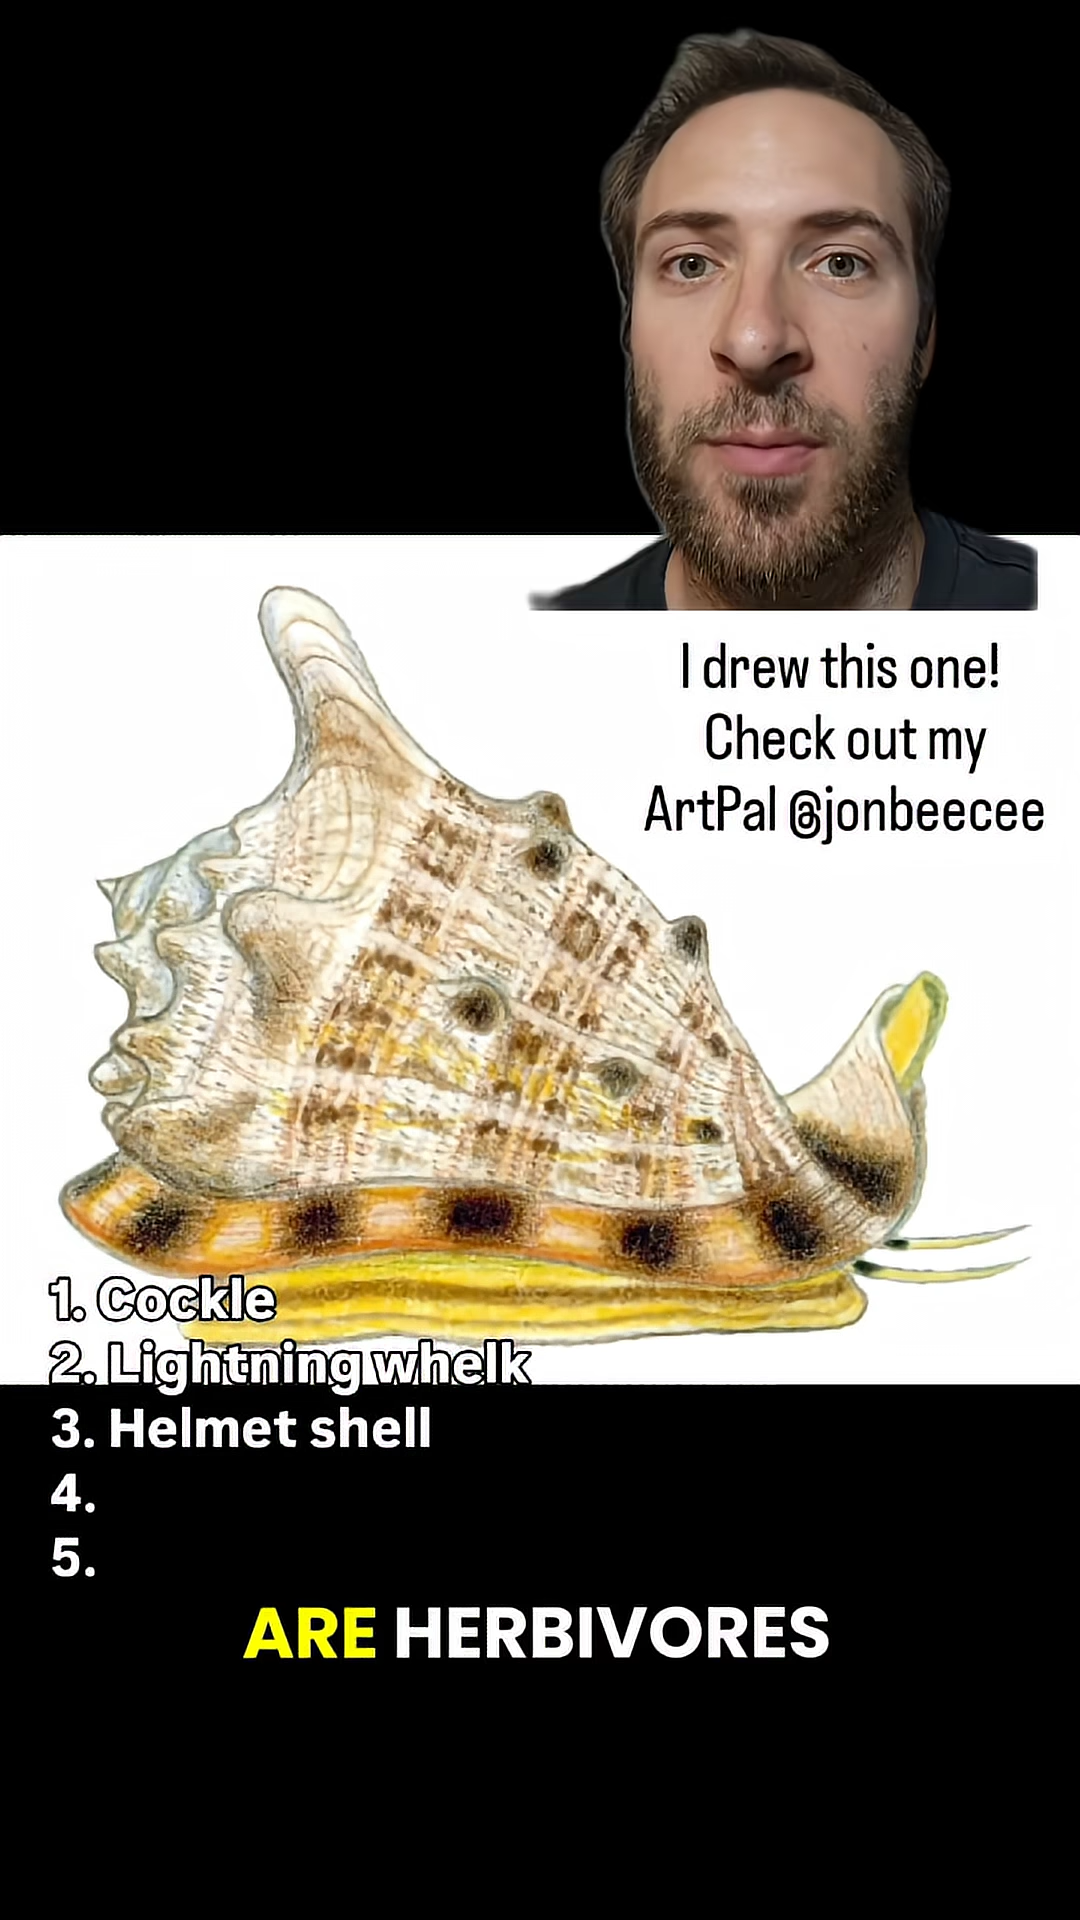 I drew this one!
Check out my
ArtPal @jonbeecee
1. Cockle
2. Lightning whelk
3. Helmet shell
4.
5.
ARE HERBIVORES